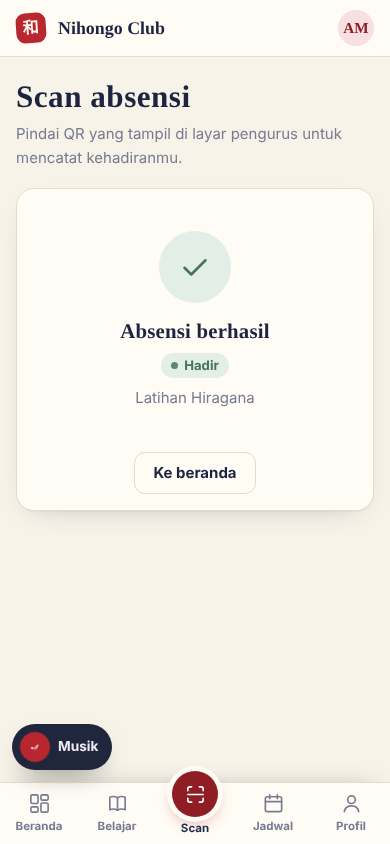 和 Nihongo Club
AM
Scan absensi
Pindai QR yang tampil di layar pengurus untuk
mencatat kehadiranmu.
Absensi berhasil
Hadir
Latihan Hiragana
Ke beranda
Musik
Beranda
Belajar
Scan
Jadwal
Profil